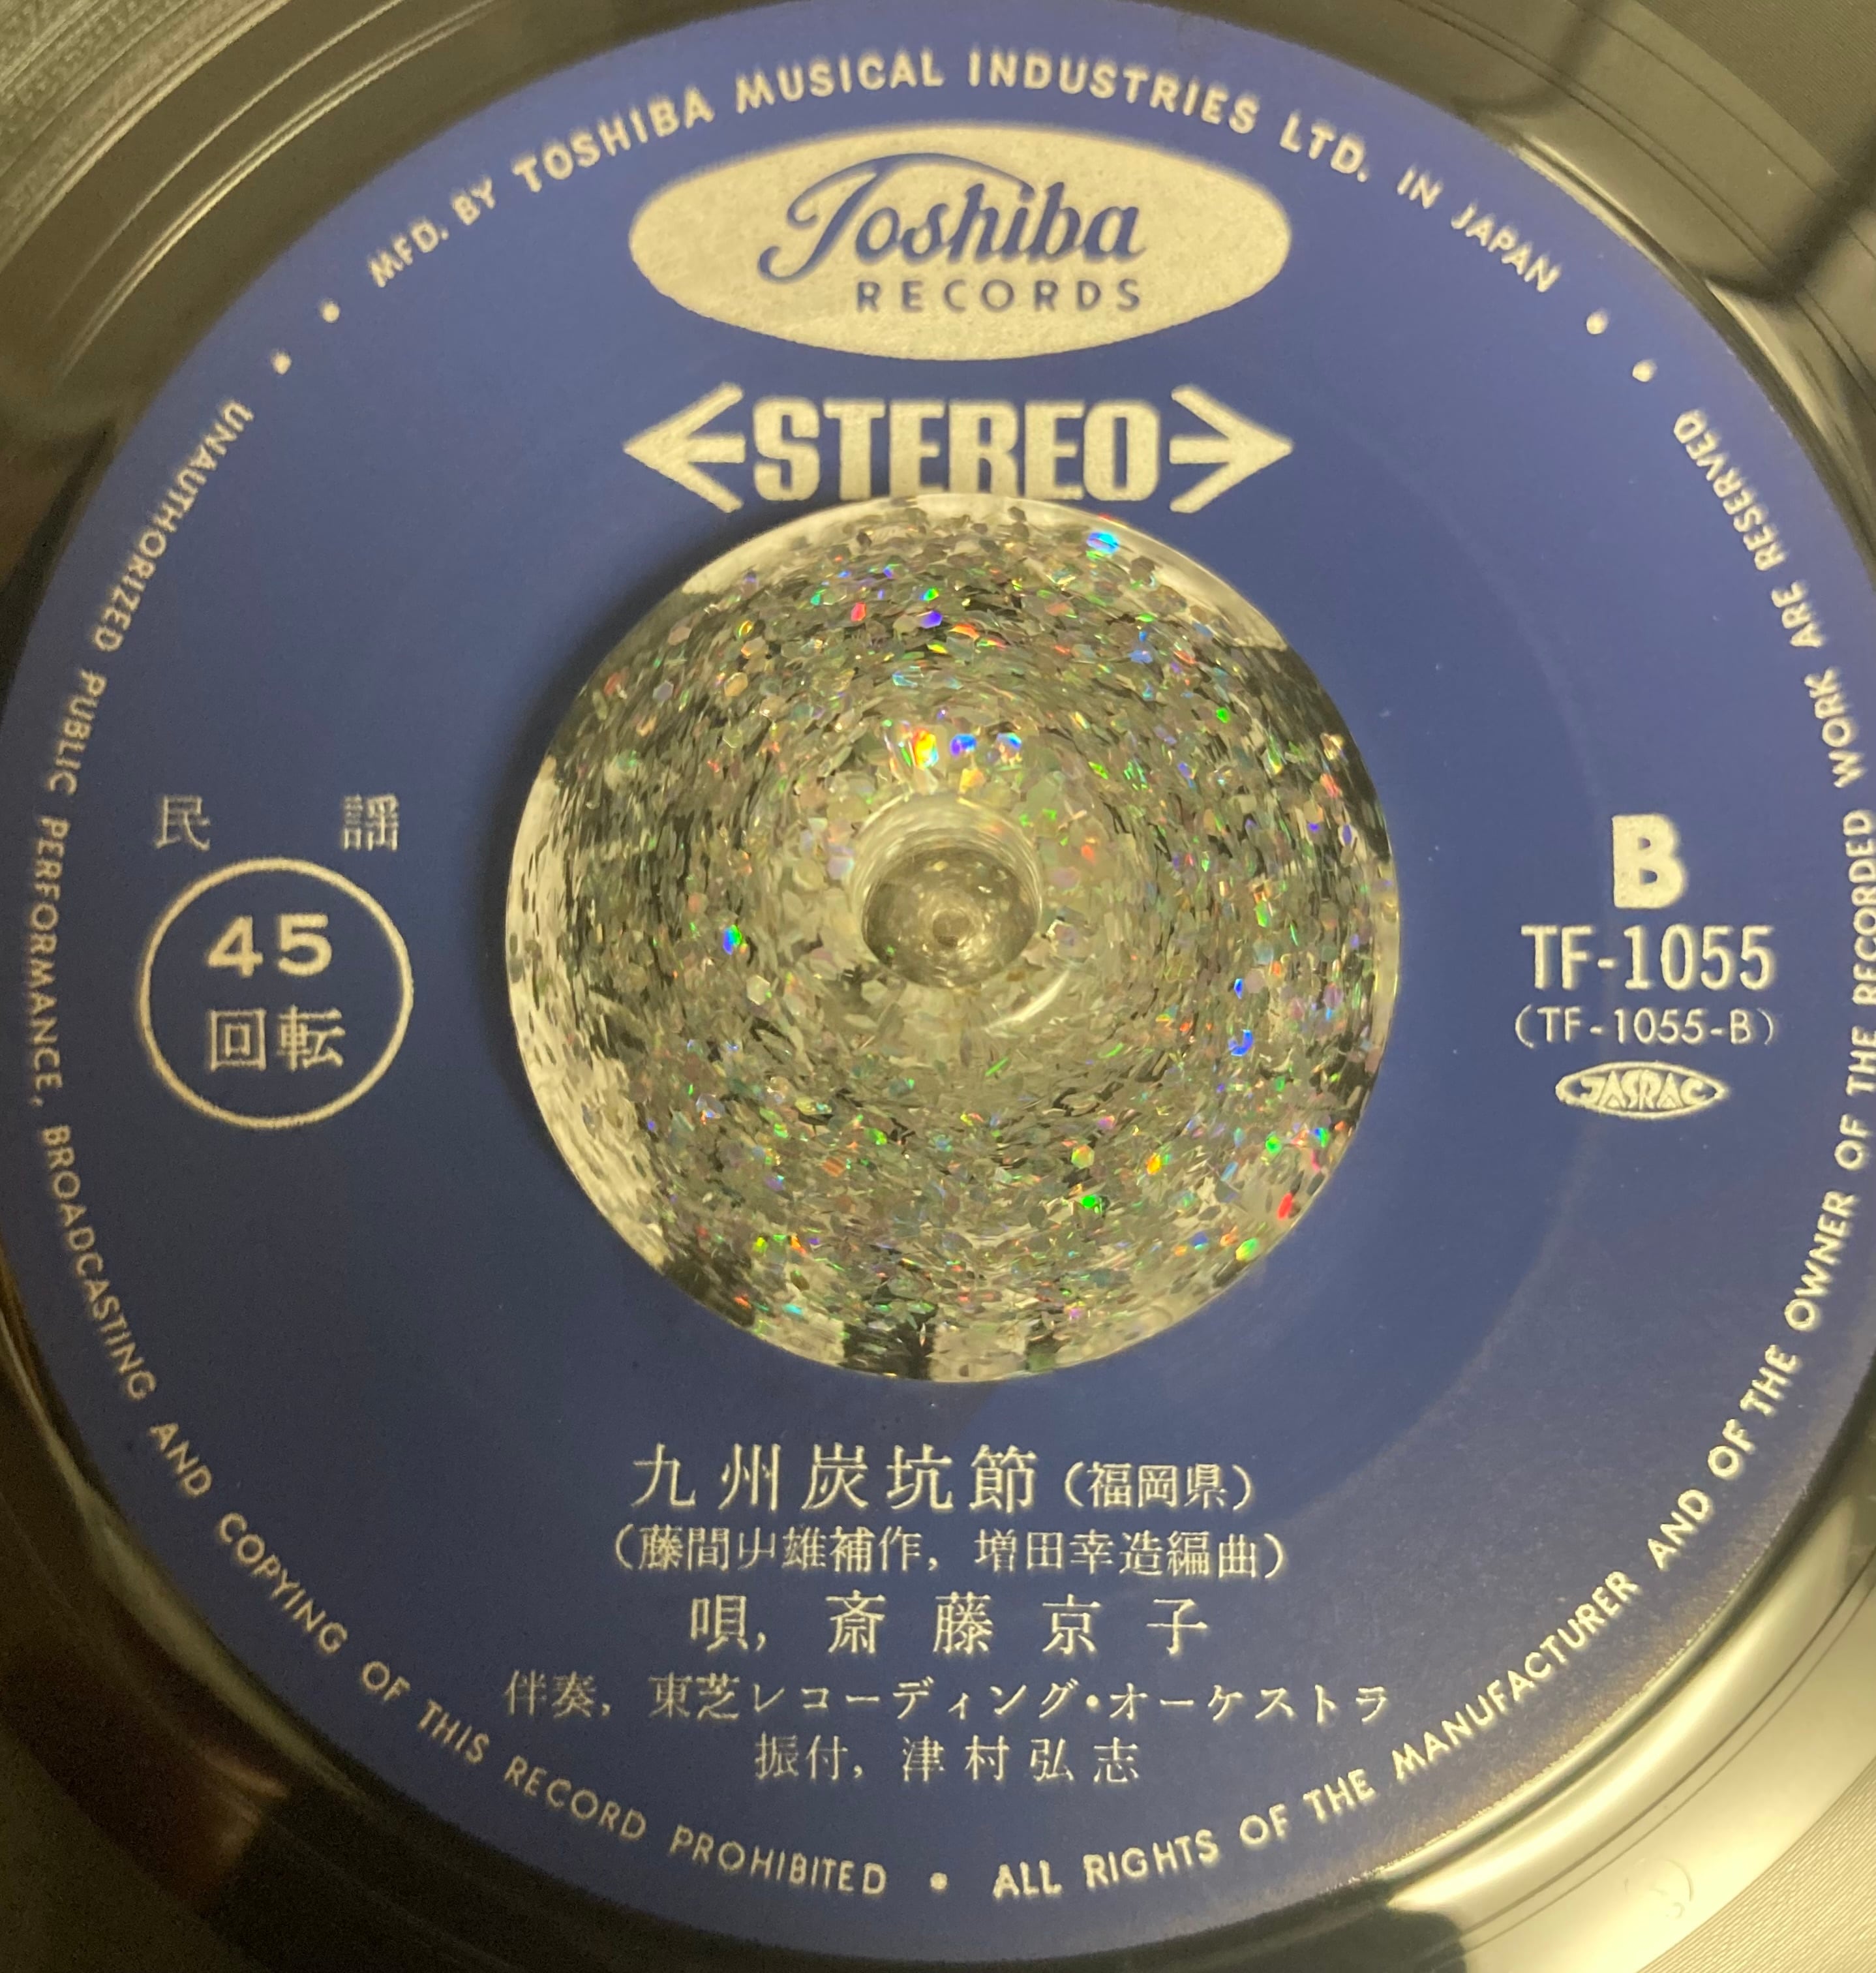 MFD. BY TOSHIBA MUSICAL INDUSTRIES LTD. IN JAPAN
Toshiba
RECORDS
STEREO
民 謡
45
回転
B
TF-1055
(TF-1055-B)
JASRAC
九州炭坑節(福岡県)
(藤間 雄補作, 増田幸造編曲)
唄, 斎藤京子
伴奏, 東芝レコーディング・オーケストラ
振付, 津村弘志
UNAUTHORIZED PUBLIC PERFORMANCE, BROADCASTING AND COPYING OF THIS RECORD PROHIBITED • ALL RIGHTS OF THE MANUFACTURER AND OF THE OWNER OF THE RECORDED WORK ARE RESERVED